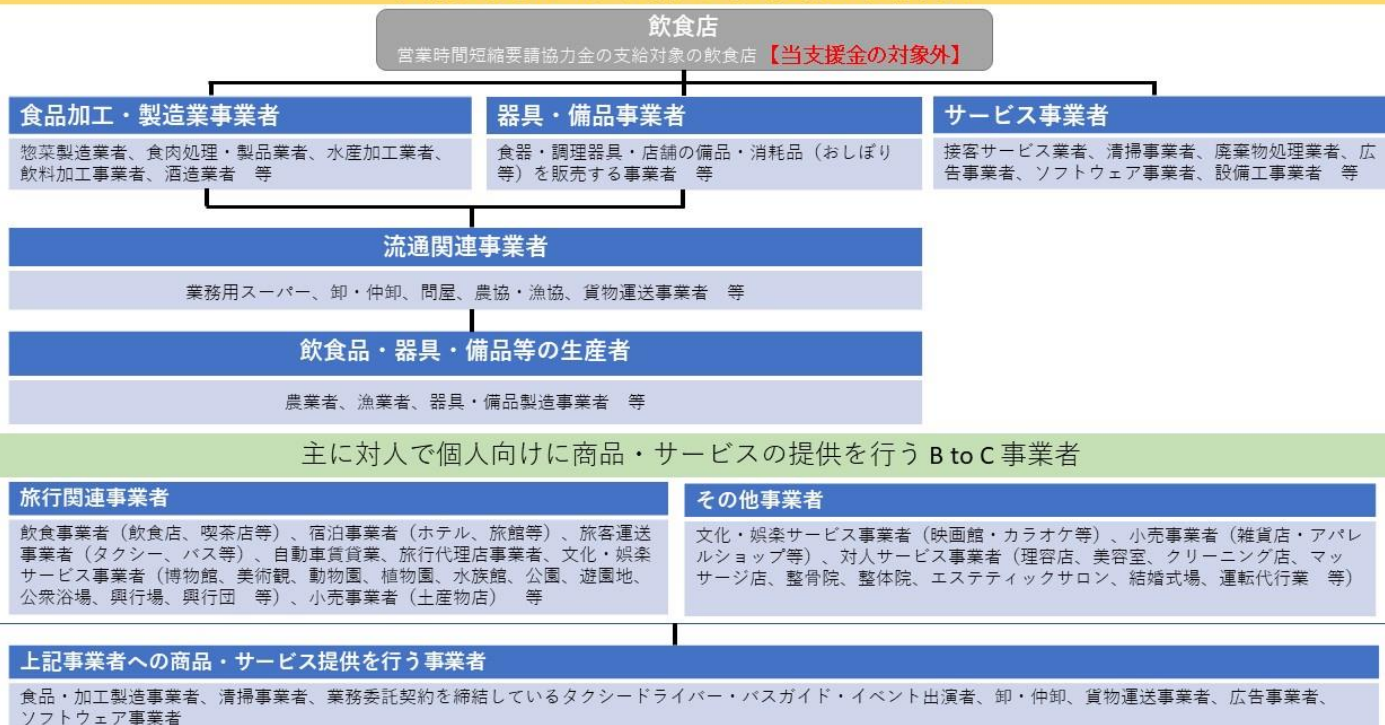 飲食店
営業時間短縮要請協力金の支給対象の飲食店【当支援金の対象外】
食品加工・製造業事業者
惣菜製造業者、食肉処理・製品業者、水産加工業者、
飲料加工事業者、酒造業者　等
器具・備品事業者
食器・調理器具・店舗の備品・消耗品（おしぼり
等）を販売する事業者　等
サービス事業者
接客サービス業者、清掃事業者、廃棄物処理業者、広
告事業者、ソフトウェア事業者、設備工事業者　等
流通関連事業者
業務用スーパー、卸・仲卸、問屋、農協・漁協、貨物運送事業者　等
飲食品・器具・備品等の生産者
農業者、漁業者、器具・備品製造事業者　等
主に対人で個人向けに商品・サービスの提供を行う B to C 事業者
旅行関連事業者
飲食事業者（飲食店、喫茶店等）、宿泊事業者（ホテル、旅館等）、旅客運送
事業者（タクシー、バス等）、自動車賃貸業、旅行代理店事業者、文化・娯楽
サービス事業者（博物館、美術観、動物園、植物園、水族館、公園、遊園地、
公衆浴場、興行場、興行団　等）、小売事業者（土産物店）　等
その他事業者
文化・娯楽サービス事業者（映画館・カラオケ等）、小売事業者（雑貨店・アパレ
ルショップ等）、対人サービス事業者（理容店、美容室、クリーニング店、マッ
サージ店、整骨院、整体院、エステティックサロン、結婚式場、運転代行業　等）
上記事業者への商品・サービス提供を行う事業者
食品・加工製造事業者、清掃事業者、業務委託契約を締結しているタクシードライバー・バスガイド・イベント出演者、卸・仲卸、貨物運送事業者、広告事業者、
ソフトウェア事業者